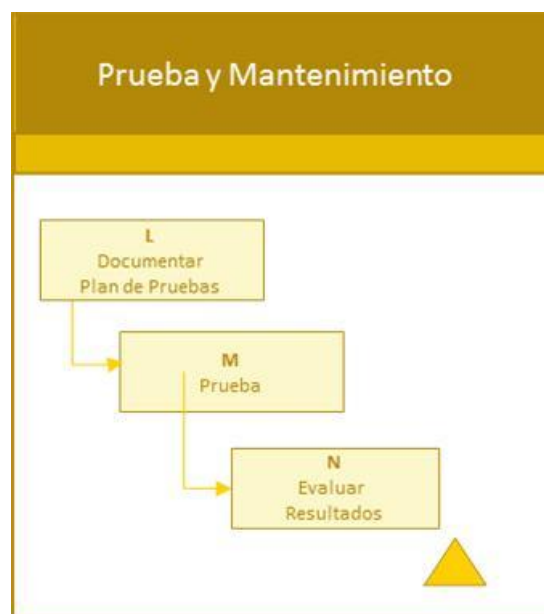 Prueba y Mantenimiento
L
Documentar
Plan de Pruebas
M
Prueba
N
Evaluar
Resultados